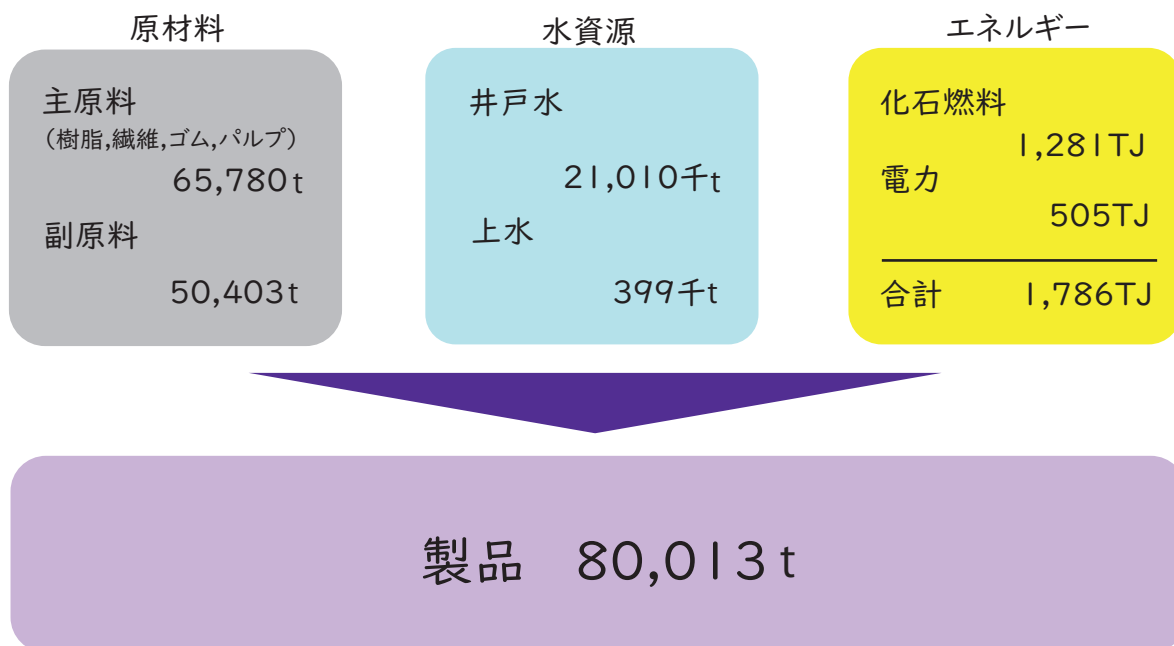 原材料
主原料
（樹脂,繊維,ゴム,パルプ）
65,780t
副原料
50,403t
水資源
井戸水
21,010千t
上水
399千t
エネルギー
化石燃料
1,281TJ
電力
505TJ
合計 1,786TJ
製品 80,013t